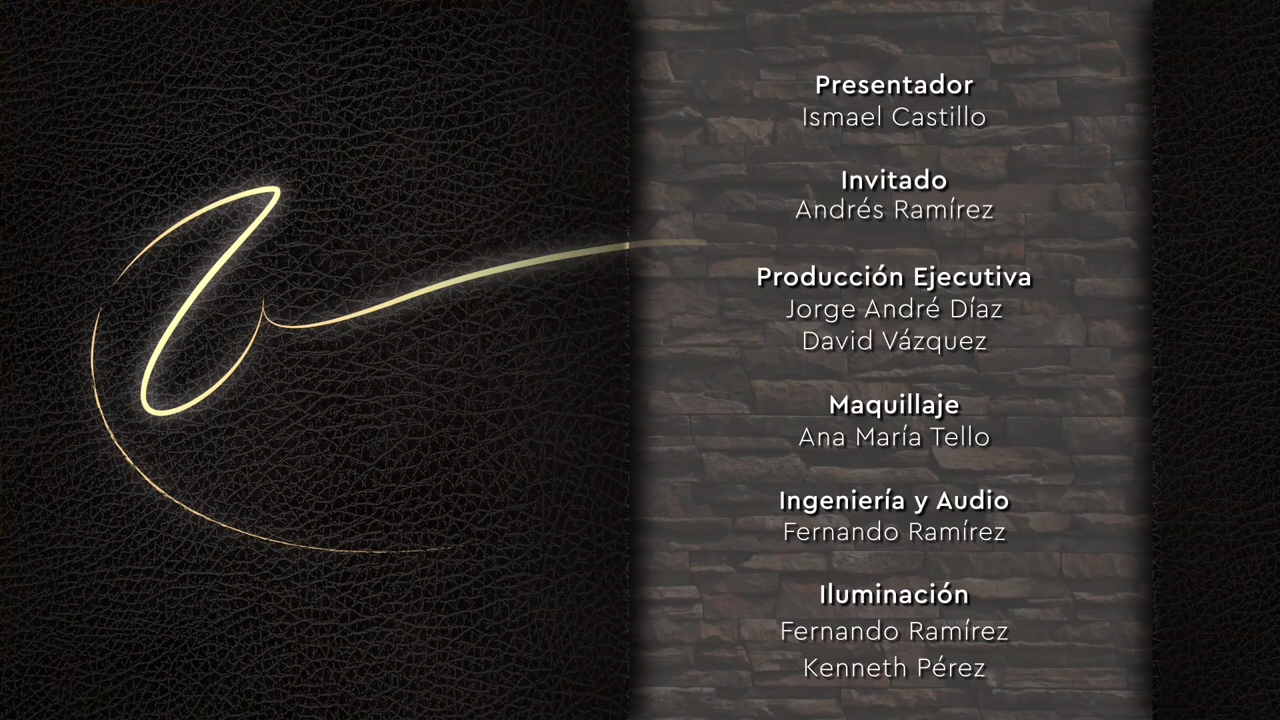 Presentador
Ismael Castillo
Invitado
Andrés Ramírez
Producción Ejecutiva
Jorge André Díaz
David Vázquez
Maquillaje
Ana María Tello
Ingeniería y Audio
Fernando Ramírez
Iluminación
Fernando Ramírez
Kenneth Pérez